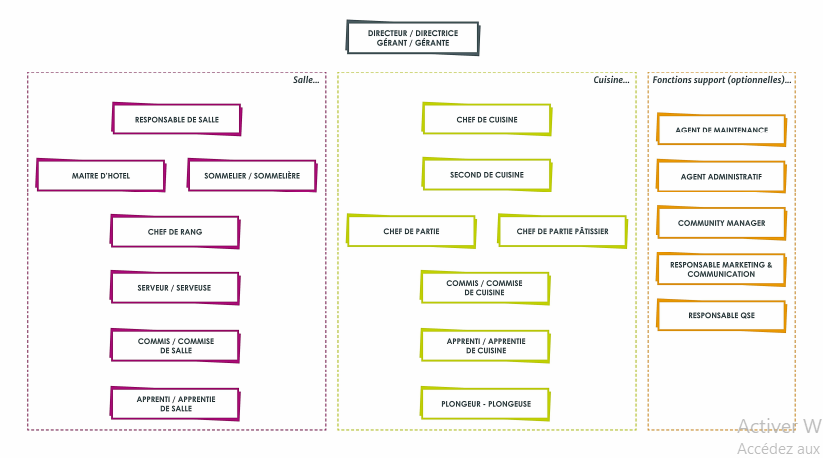 DIRECTEUR / DIRECTRICE
GÉRANT / GÉRANTE
Salle...
RESPONSABLE DE SALLE
MAITRE D'HOTEL
SOMMELIER / SOMMELIÈRE
CHEF DE RANG
SERVEUR / SERVEUSE
COMMIS / COMMISE
DE SALLE
APPRENTI / APPRENTIE
DE SALLE
Cuisine...
CHEF DE CUISINE
SECOND DE CUISINE
CHEF DE PARTIE
CHEF DE PARTIE PÂTISSIER
COMMIS / COMMISE
DE CUISINE
APPRENTI / APPRENTIE
DE CUISINE
PLONGEUR - PLONGEUSE
Fonctions support (optionnelles)...
AGENT DE MAINTENANCE
AGENT ADMINISTRATIF
COMMUNITY MANAGER
RESPONSABLE MARKETING &
COMMUNICATION
RESPONSABLE QSE
Activer W
Accédez aux